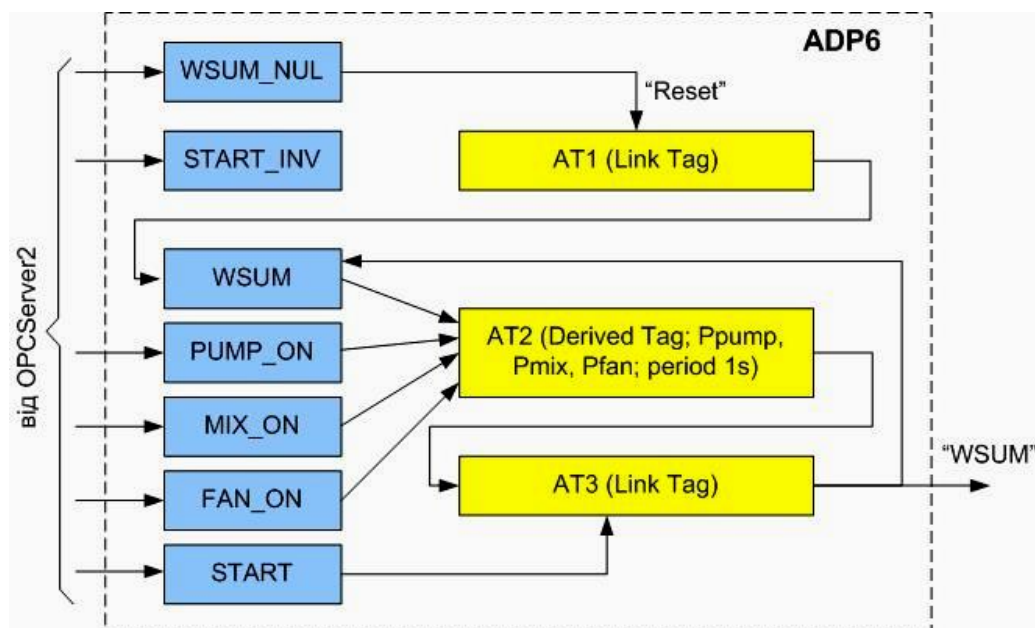 ADP6
WSUM_NUL
“Reset”
START_INV
AT1 (Link Tag)
від OPCServer2
WSUM
PUMP_ON
AT2 (Derived Tag; Ppump,
Pmix, Pfan; period 1s)
MIX_ON
“WSUM”
FAN_ON
AT3 (Link Tag)
START